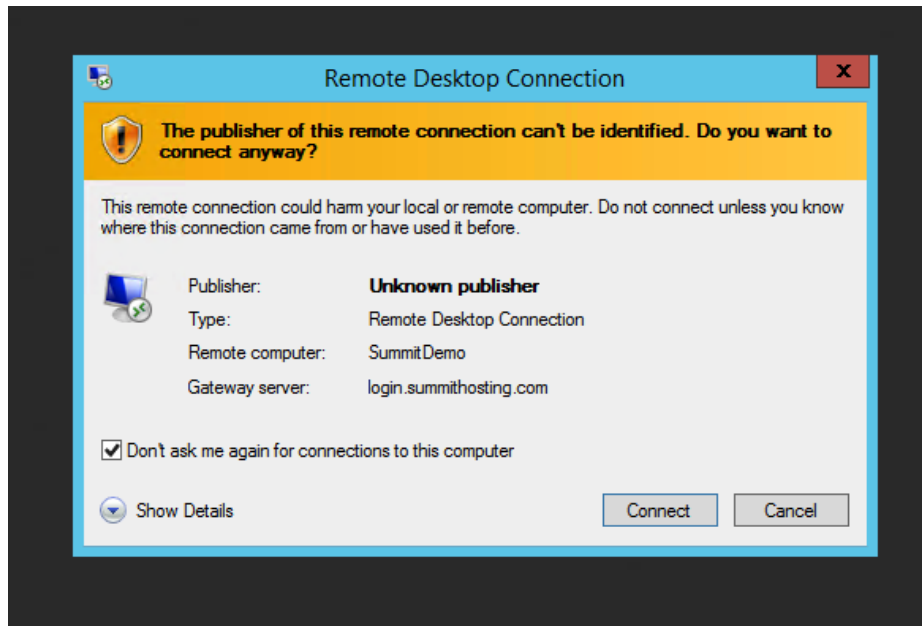 Remote Desktop Connection
x
The publisher of this remote connection can't be identified. Do you want to
connect anyway?
This remote connection could harm your local or remote computer. Do not connect unless you know
where this connection came from or have used it before.
Publisher: Unknown publisher
Type: Remote Desktop Connection
Remote computer: SummitDemo
Gateway server: login.summithosting.com
Don't ask me again for connections to this computer
Show Details Connect Cancel